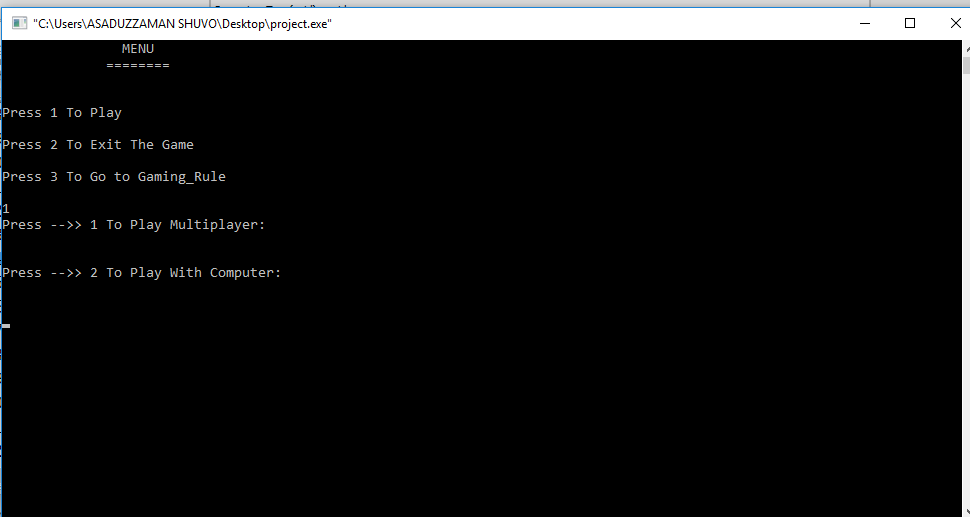 "C:\Users\ASADUZZAMAN SHUVO\Desktop\project.exe"
MENU
========
Press 1 To Play
Press 2 To Exit The Game
Press 3 To Go to Gaming_Rule
1
Press -->> 1 To Play Multiplayer:
Press -->> 2 To Play With Computer: